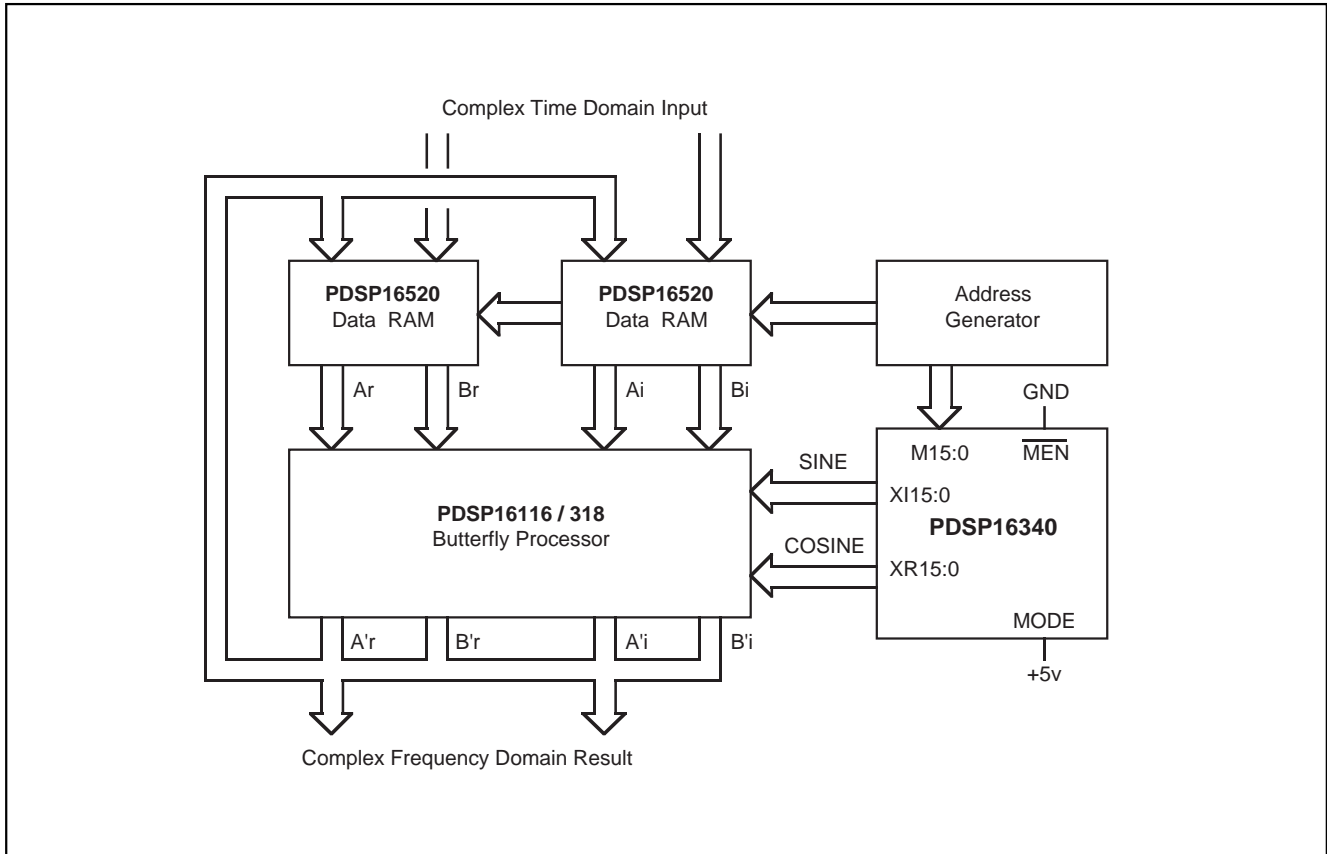 Complex Time Domain Input
PDSP16520
Data RAM
PDSP16520
Data RAM
Address
Generator
Ar
Br
Ai
Bi
GND
M15:0
MEN
SINE
XI15:0
PDSP16116 / 318
Butterfly Processor
PDSP16340
COSINE
XR15:0
MODE
A'r
B'r
A'i
B'i
+5v
Complex Frequency Domain Result